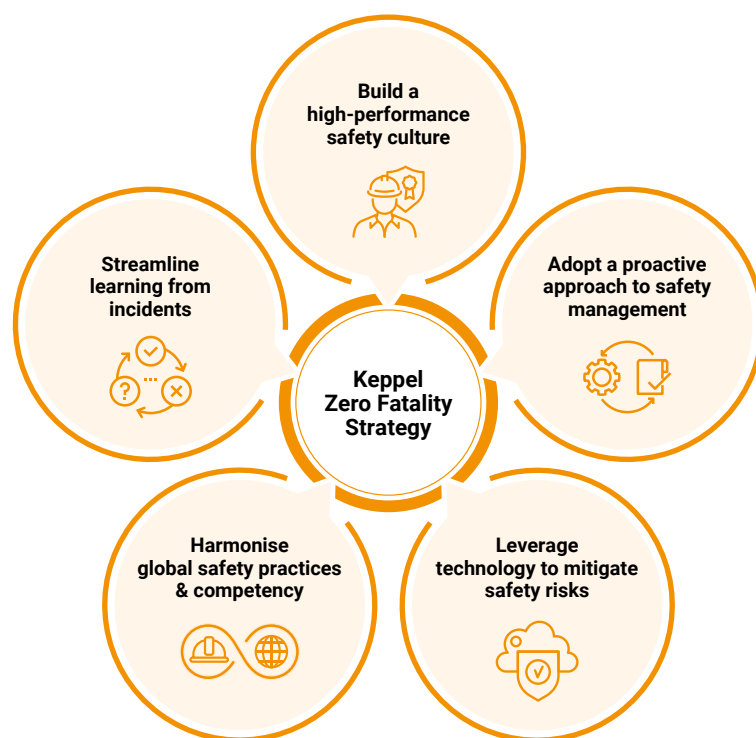 Build a
high-performance
safety culture
Streamline
learning from
incidents
Adopt a proactive
approach to safety
management
Keppel
Zero Fatality
Strategy
Harmonise
global safety practices
& competency
Leverage
technology to mitigate
safety risks